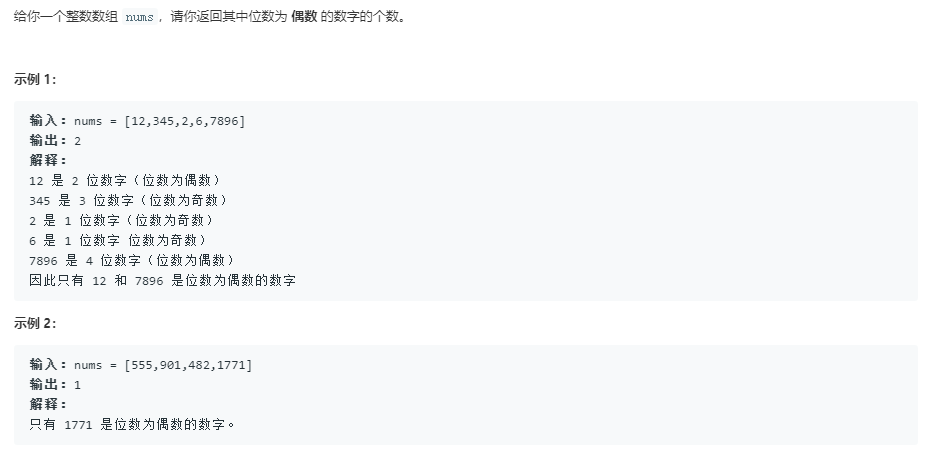 给你一个整数数组 nums ，请你返回其中位数为 偶数 的数字的个数。
示例 1：
输入：nums = [12,345,2,6,7896]
输出：2
解释：
12 是 2 位数字（位数为偶数）
345 是 3 位数字（位数为奇数）
2 是 1 位数字（位数为奇数）
6 是 1 位数字 位数为奇数）
7896 是 4 位数字（位数为偶数）
因此只有 12 和 7896 是位数为偶数的数字
示例 2：
输入：nums = [555,901,482,1771]
输出：1
解释：
只有 1771 是位数为偶数的数字。